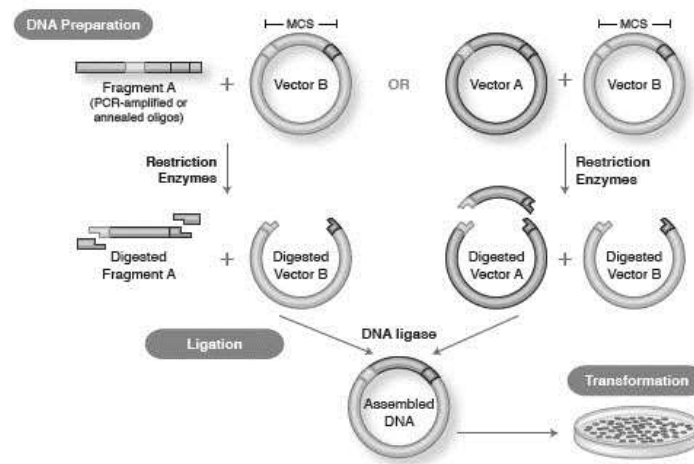 DNA Preparation
MCS
MCS
Fragment A
(PCR-amplified or
annealed oligos)
+
Vector B
OR
Vector A
+
Vector B
Restriction
Enzymes
Restriction
Enzymes
Digested
Fragment A
+
Digested
Vector B
Digested
Vector A
+
Digested
Vector B
Ligation
DNA ligase
Assembled
DNA
Transformation